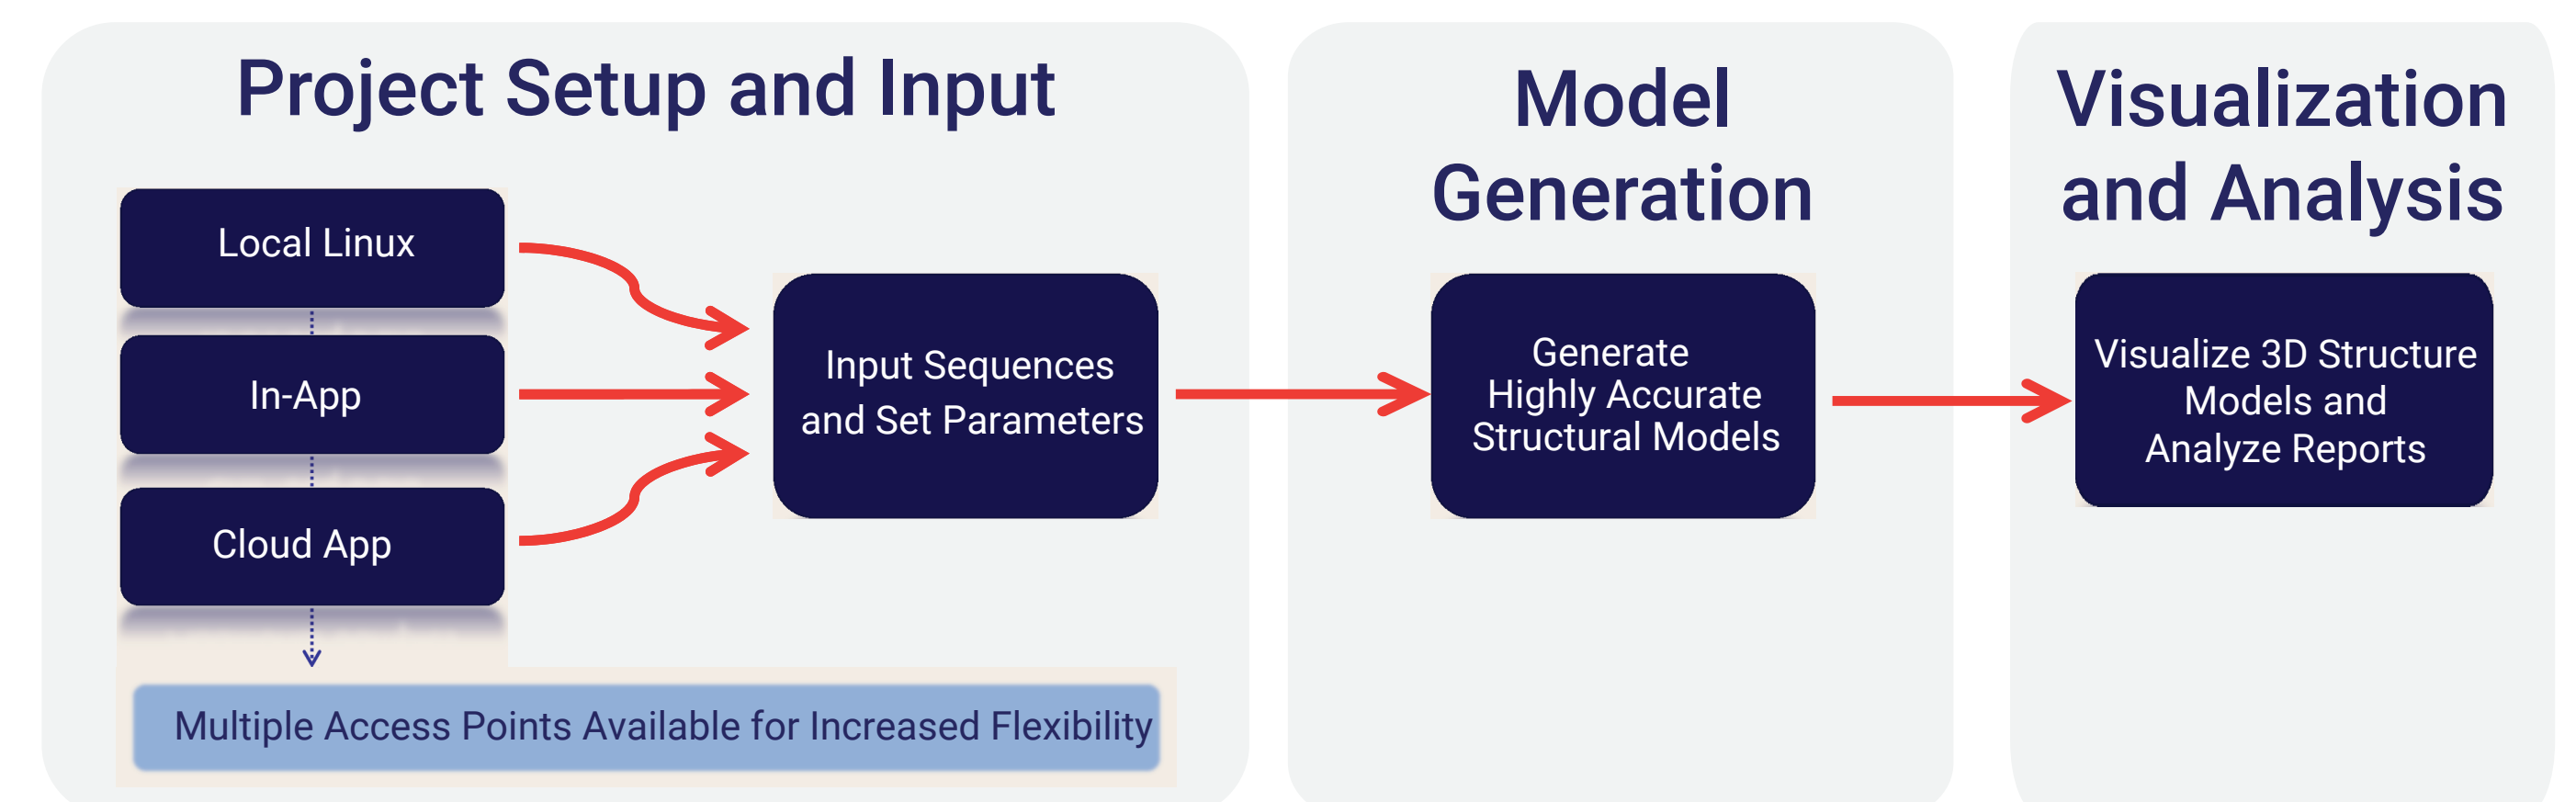 Project Setup and Input
Local Linux
In-App
Cloud App
Input Sequences
and Set Parameters
Multiple Access Points Available for Increased Flexibility
Model
Generation
Generate
Highly Accurate
Structural Models
Visualization
and Analysis
Visualize 3D Structure
Models and
Analyze Reports